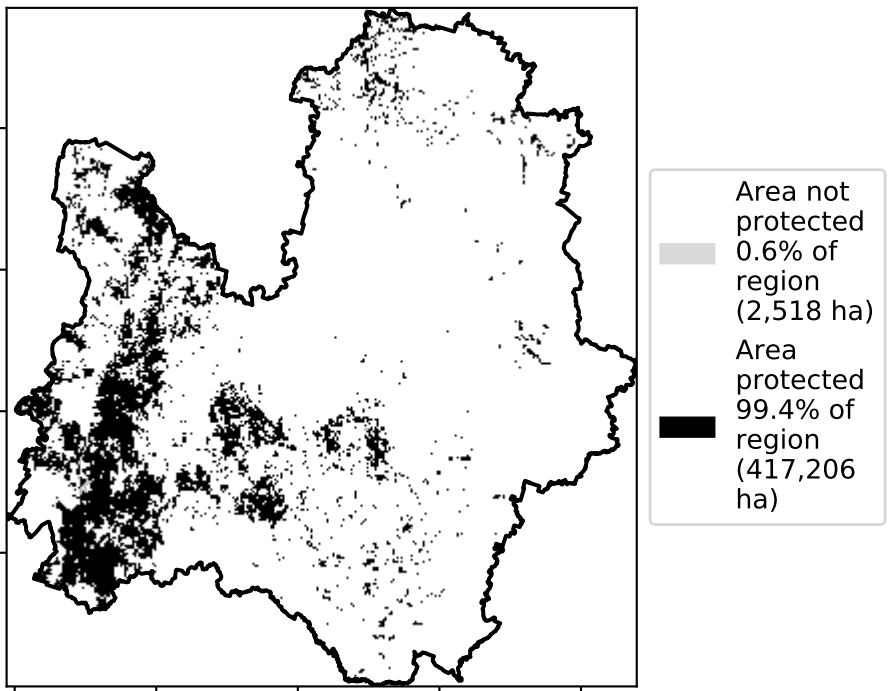 Area not
protected
0.6% of
region
(2,518 ha)
Area
protected
99.4% of
region
(417,206
ha)